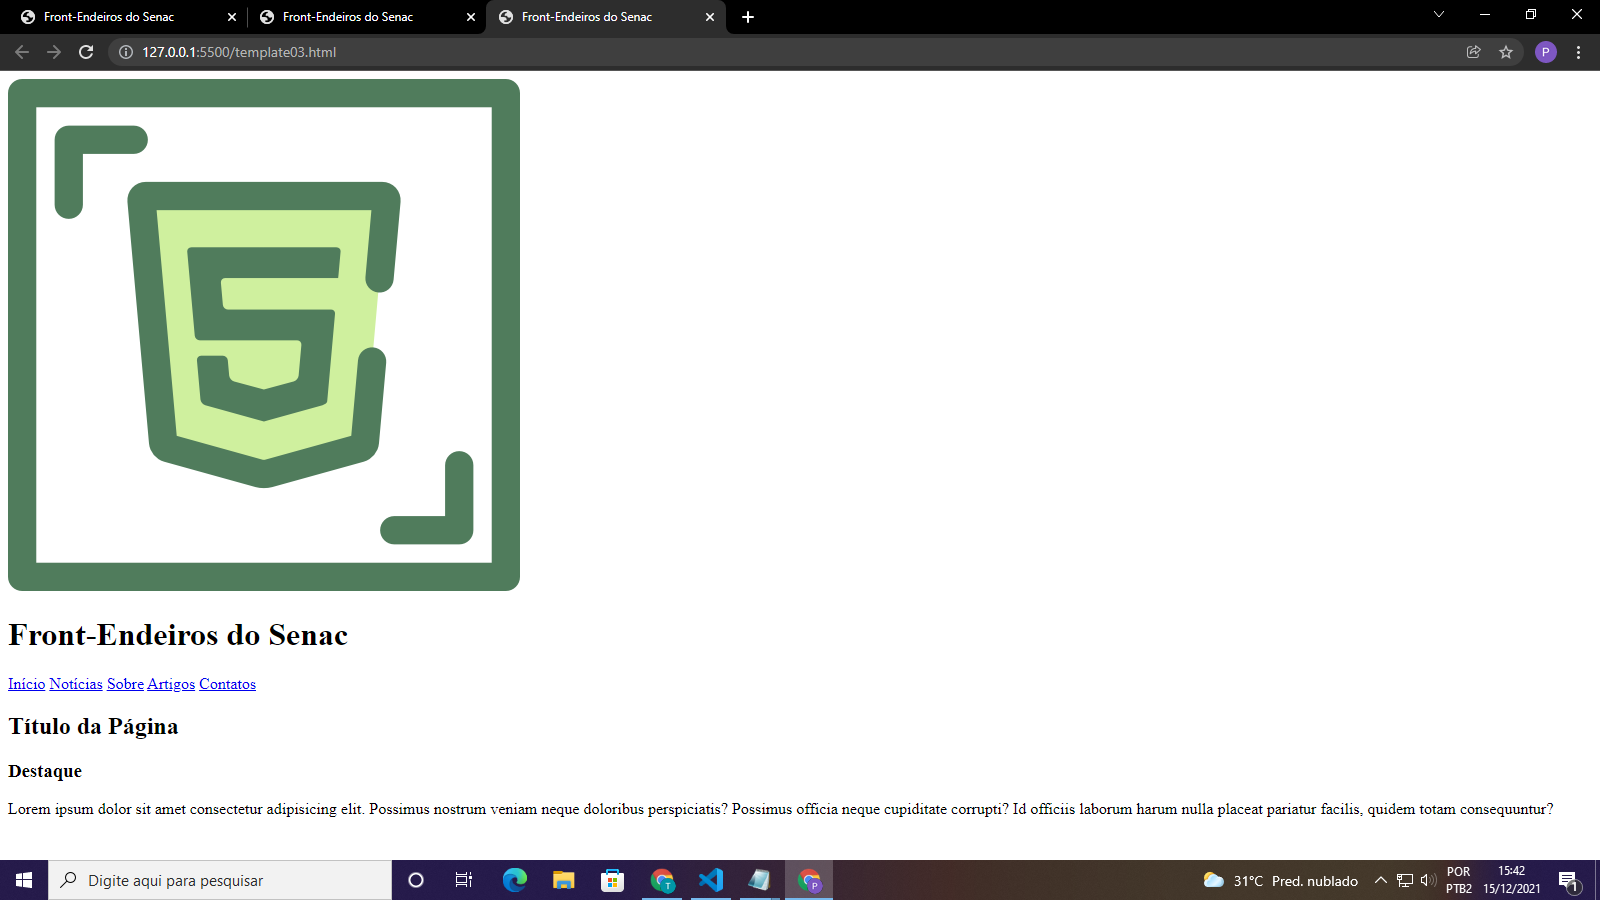 Front-Endeiros do Senac
Front-Endeiros do Senac
Front-Endeiros do Senac
127.0.0.1:5500/template03.html
P
5
Front-Endeiros do Senac
Início Notícias Sobre Artigos Contatos
Título da Página
Destaque
Lorem ipsum dolor sit amet consectetur adipisicing elit. Possimus nostrum veniam neque doloribus perspiciatis? Possimus officia neque cupiditate corrupti? Id officiis laborum harum nulla placeat pariatur facilis, quidem totam consequuntur?
Digite aqui para pesquisar
T
P
31°C Pred. nublado
POR
PTB2
15:42
15/12/2021
1